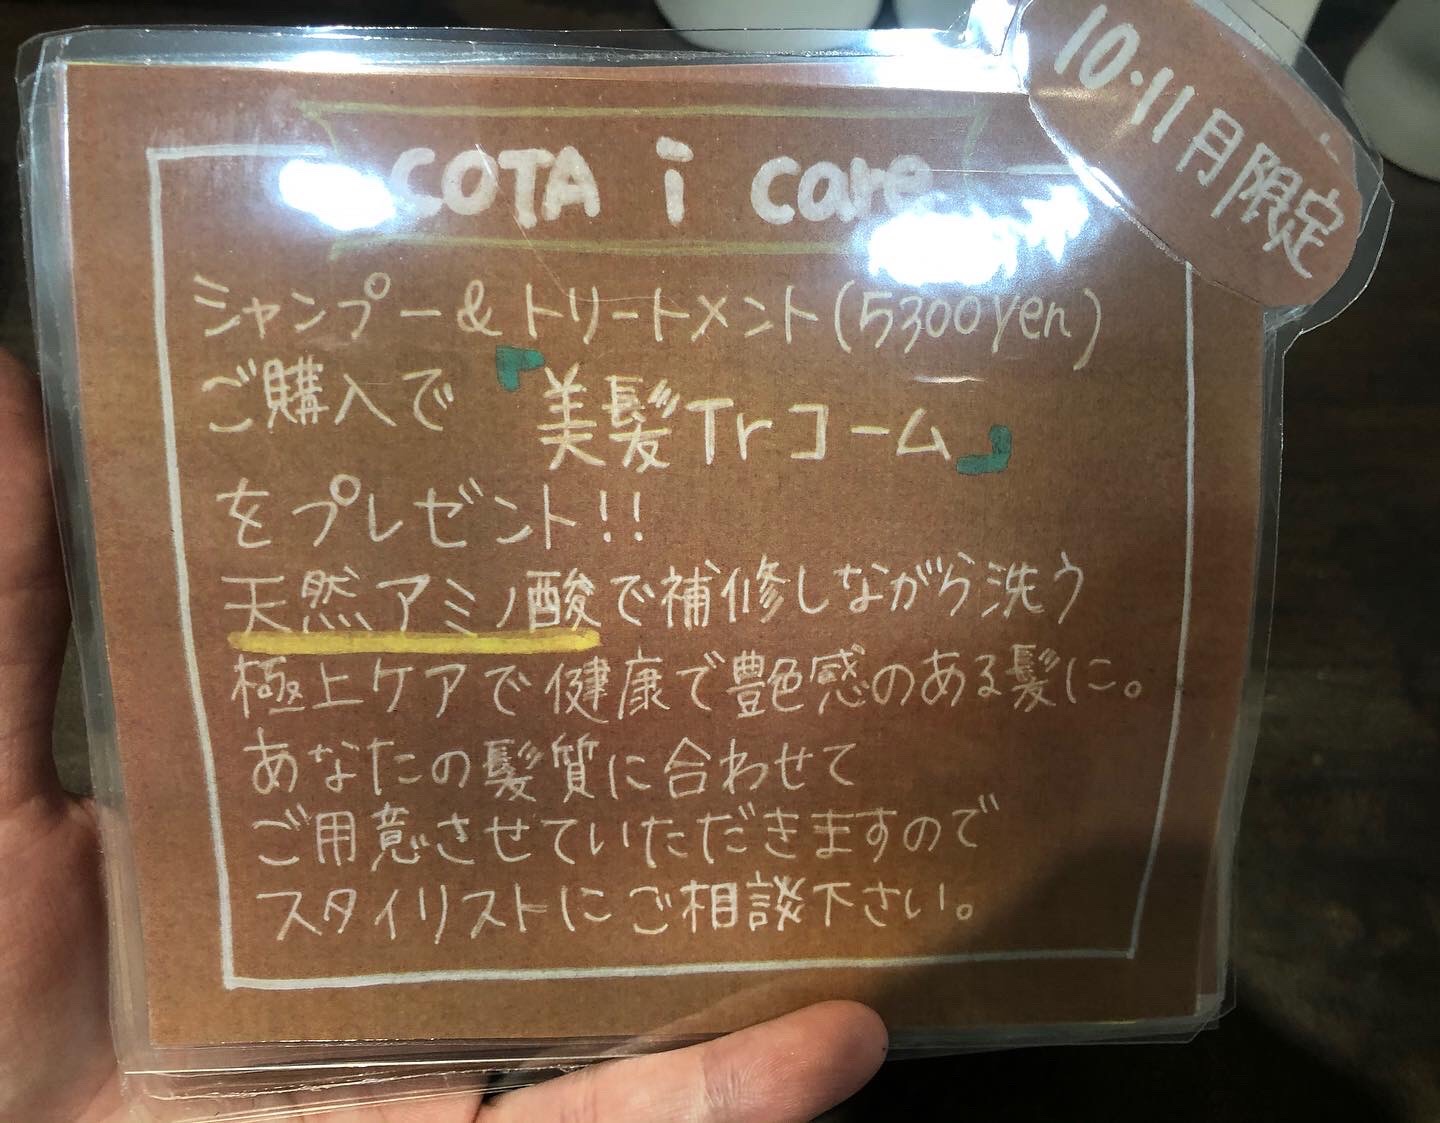 10・11月限定
COTA i care
シャンプー&トリートメント(5300yen)
ご購入で『美髪Trコーム』
をプレゼント!!
天然アミノ酸で補修しながら洗う
極上ケアで健康で艶感のある髪に。
あなたの髪質に合わせて
ご用意させていただきますので
スタイリストにご相談下さい。